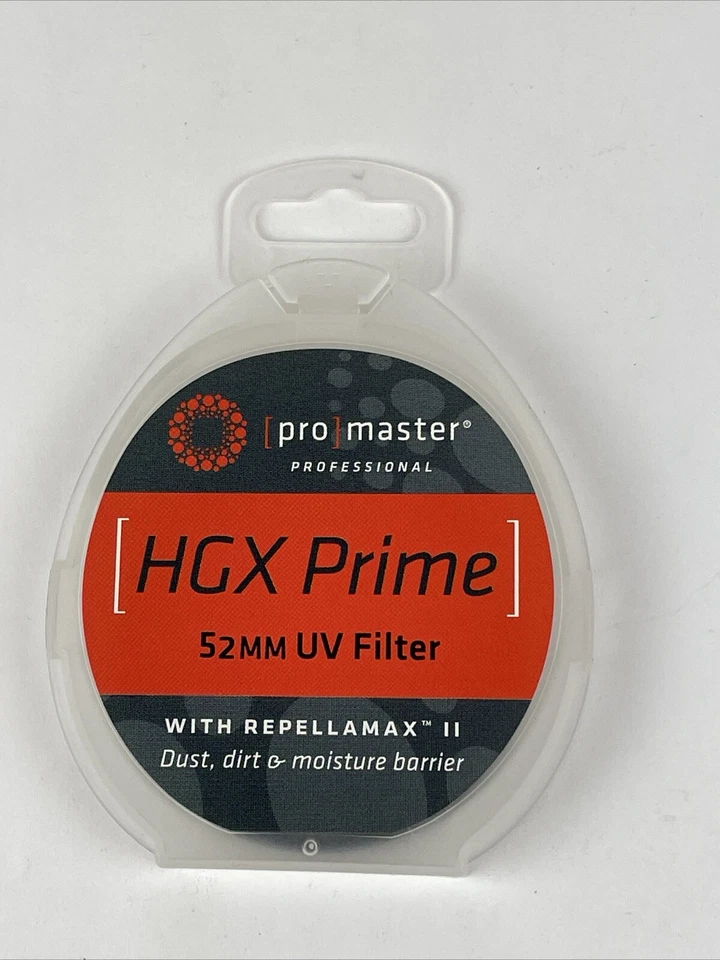 [pro]master®
PROFESSIONAL
[HGX Prime]
52MM UV Filter
WITH REPELLAMAX™ II
Dust, dirt & moisture barrier